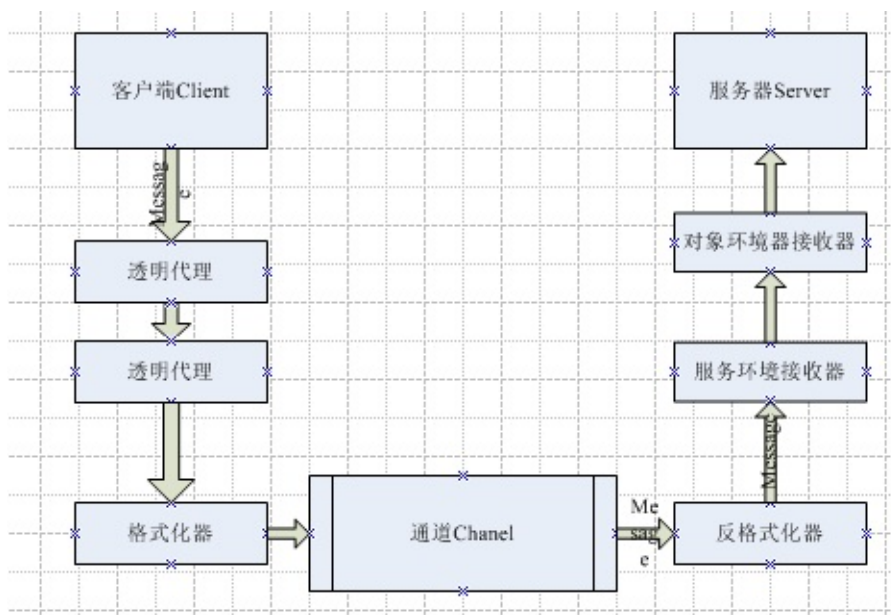 客户端Client
Messag
e
透明代理
透明代理
格式化器
通道Chanel
Me
ssag
e
反格式化器
Message
服务环境接收器
对象环境器接收器
服务器Server